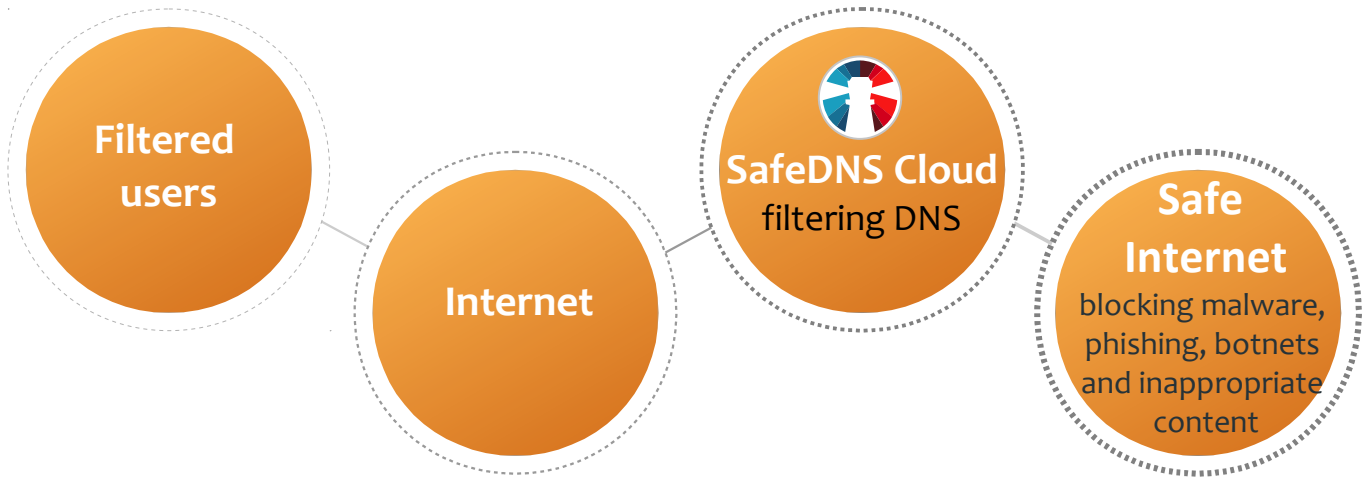 Filtered
users
Internet
SafeDNS Cloud
filtering DNS
Safe
Internet
blocking malware,
phishing, botnets
and inappropriate
content